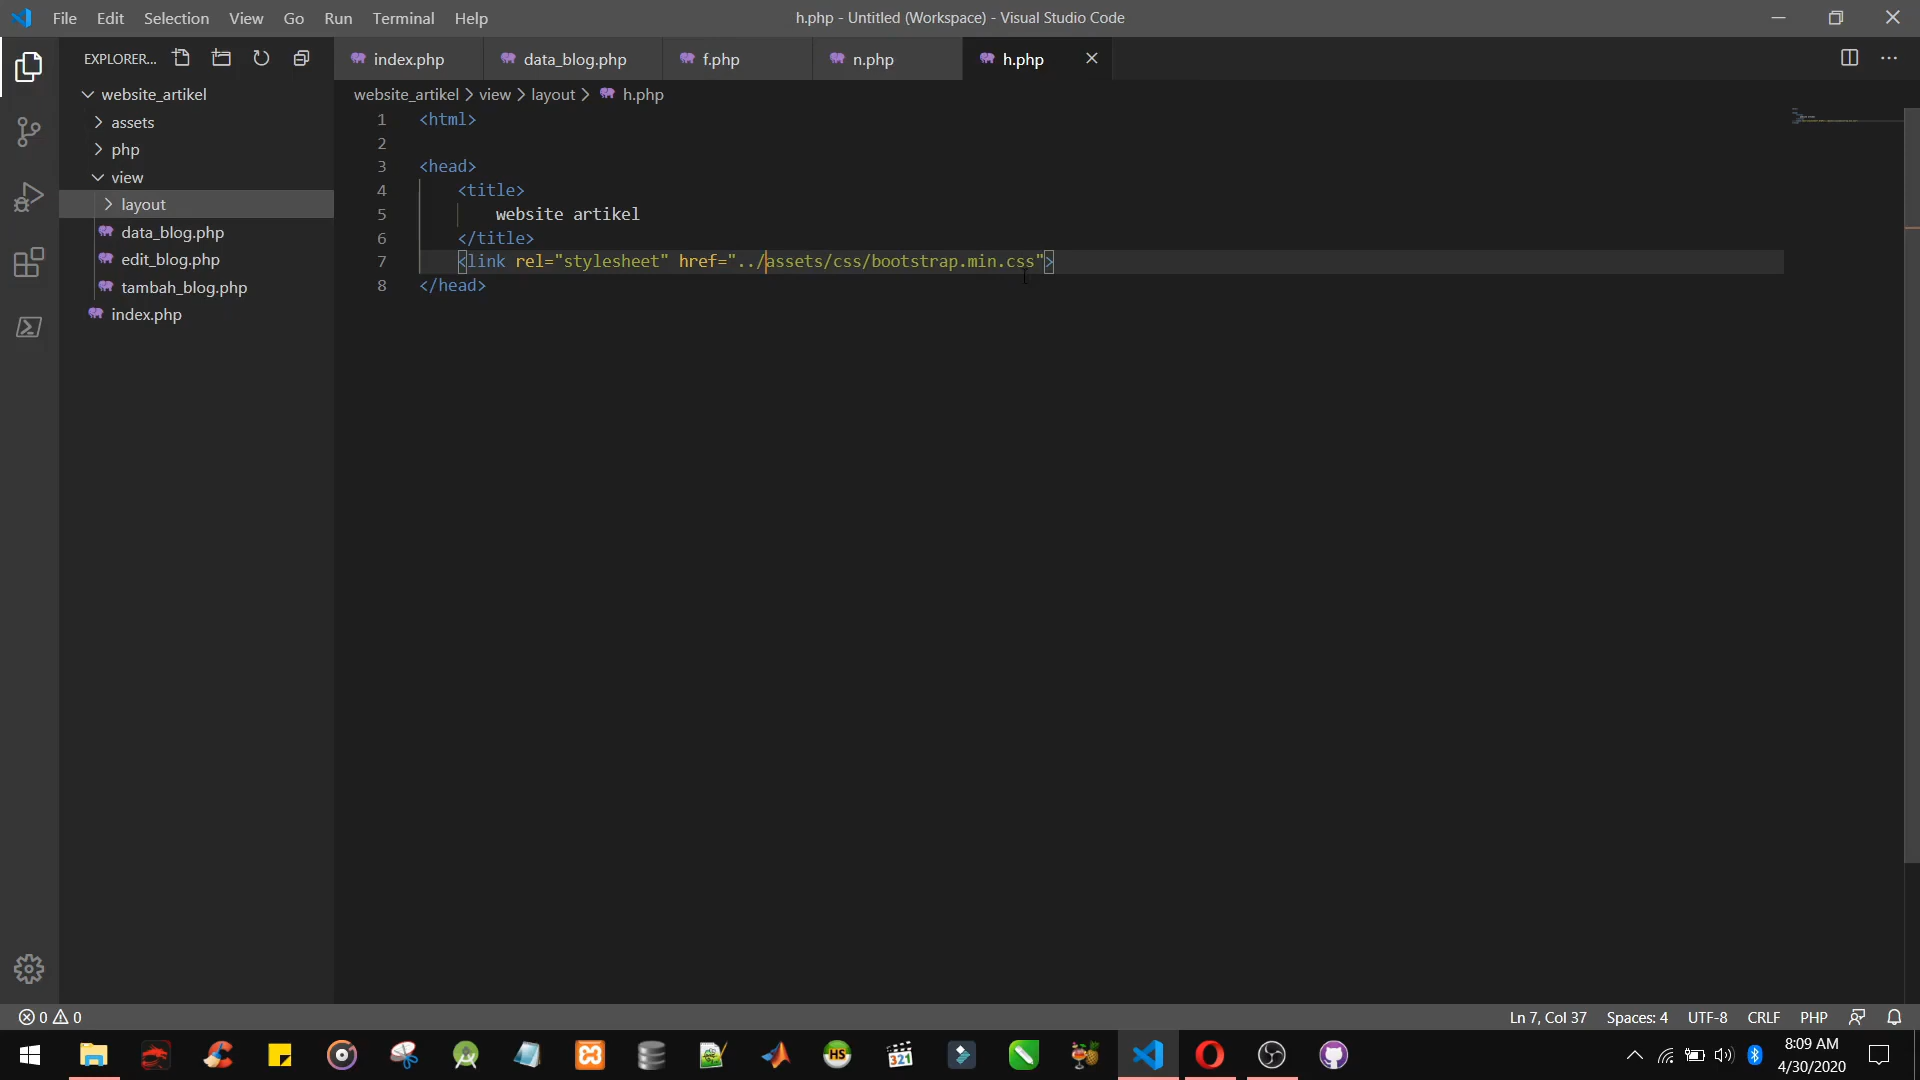 File Edit Selection View Go Run Terminal Help
h.php - Untitled (Workspace) - Visual Studio Code
EXPLORER...
index.php
data_blog.php
f.php
n.php
h.php
website_artikel > view > layout > h.php
website_artikel
assets
php
view
layout
data_blog.php
edit_blog.php
tambah_blog.php
index.php
1 <html>
2
3 <head>
4 <title>
5 website artikel
6 </title>
7 <link rel="stylesheet" href="../assets/css/bootstrap.min.css">
8 </head>
0 0
Ln 7, Col 37 Spaces: 4 UTF-8 CRLF PHP
HS
321
8:09 AM
4/30/2020